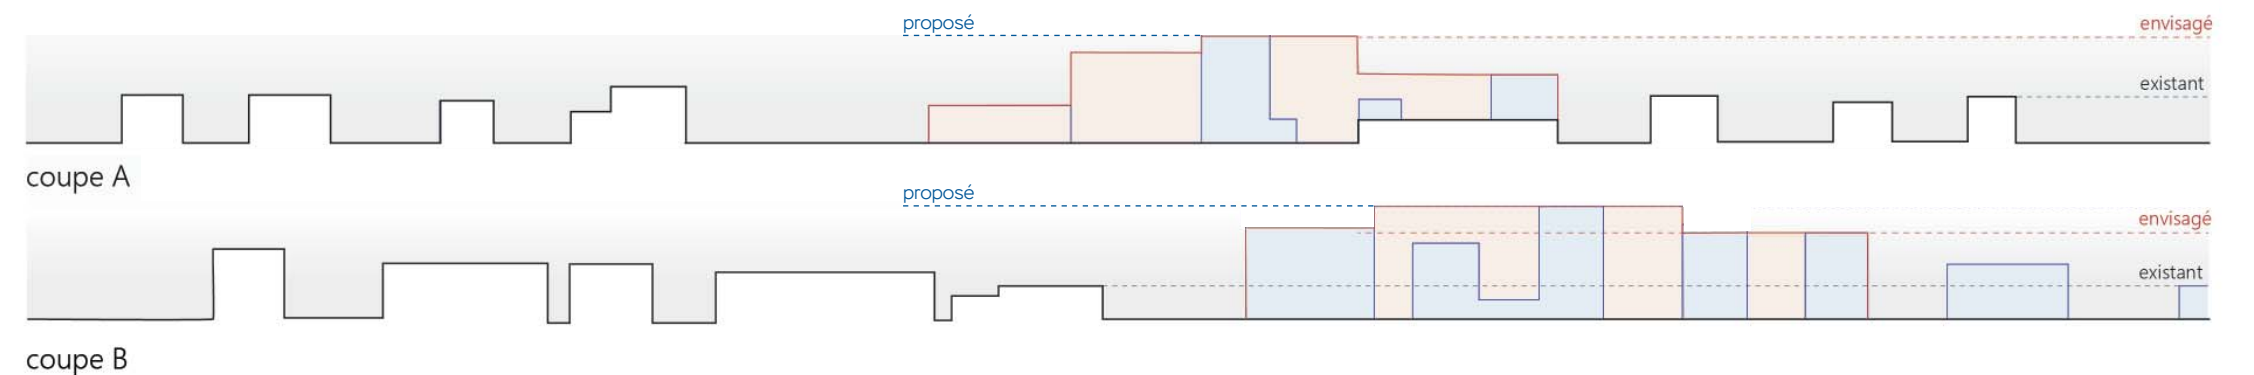 proposé
envisagé
existant
coupe A
proposé
envisagé
existant
coupe B